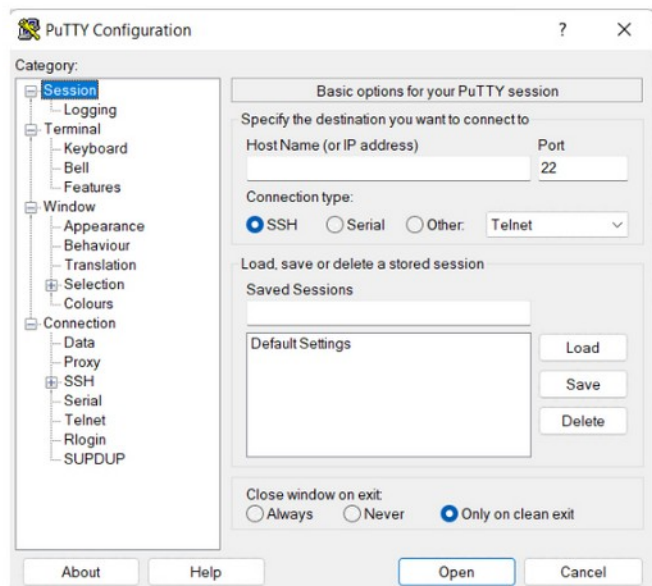 PuTTY Configuration
?
Category:
Session
Logging
Terminal
Keyboard
Bell
Features
Window
Appearance
Behaviour
Translation
Selection
Colours
Connection
Data
Proxy
SSH
Serial
Telnet
Rlogin
SUPDUP
Basic options for your PuTTY session
Specify the destination you want to connect to
Host Name (or IP address) Port
22
Connection type:
SSH Serial Other: Telnet
Load, save or delete a stored session
Saved Sessions
Default Settings
Load
Save
Delete
Close window on exit:
Always Never Only on clean exit
About Help Open Cancel